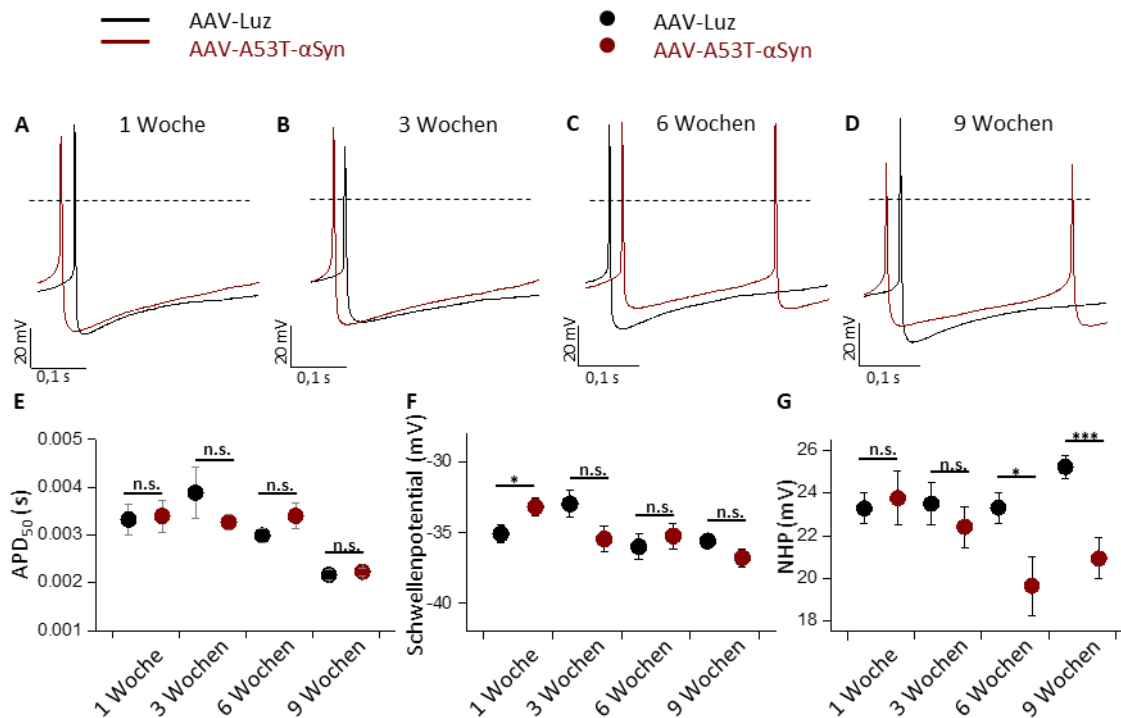 AAV-Luz
AAV-A53T-αSyn
AAV-Luz
AAV-A53T-αSyn
A
1 Woche
B
3 Wochen
C
6 Wochen
D
9 Wochen
20 mV
0,1 s
20 mV
0,1 s
20 mV
0,1 s
20 mV
0,1 s
E
APD50 (s)
0.005
0.004
0.003
0.002
0.001
n.s.
n.s.
n.s.
n.s.
1 Woche
3 Wochen
6 Wochen
9 Wochen
F
Schwellenpotential (mV)
-30
-35
-40
*
n.s.
n.s.
n.s.
1 Woche
3 Wochen
6 Wochen
9 Wochen
G
NHP (mV)
26
24
22
20
18
n.s.
n.s.
*
***
1 Woche
3 Wochen
6 Wochen
9 Wochen